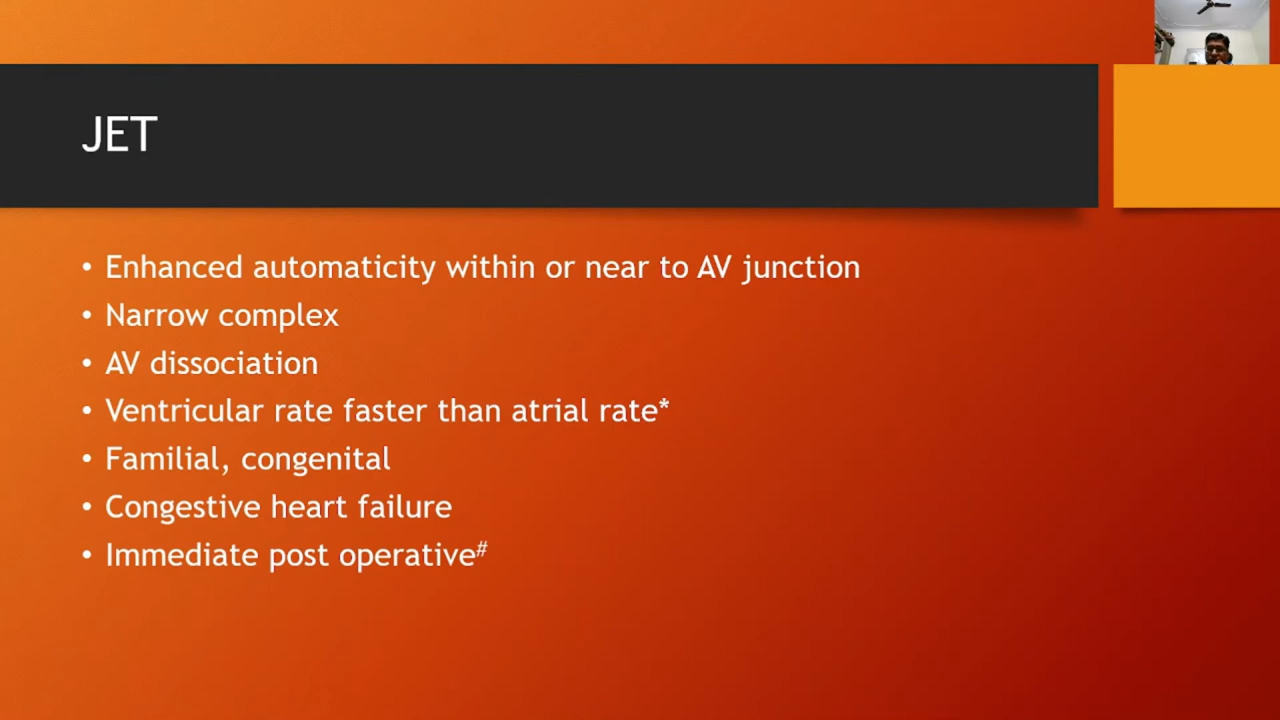 JET
• Enhanced automaticity within or near to AV junction
• Narrow complex
• AV dissociation
• Ventricular rate faster than atrial rate*
• Familial, congenital
• Congestive heart failure
• Immediate post operative#